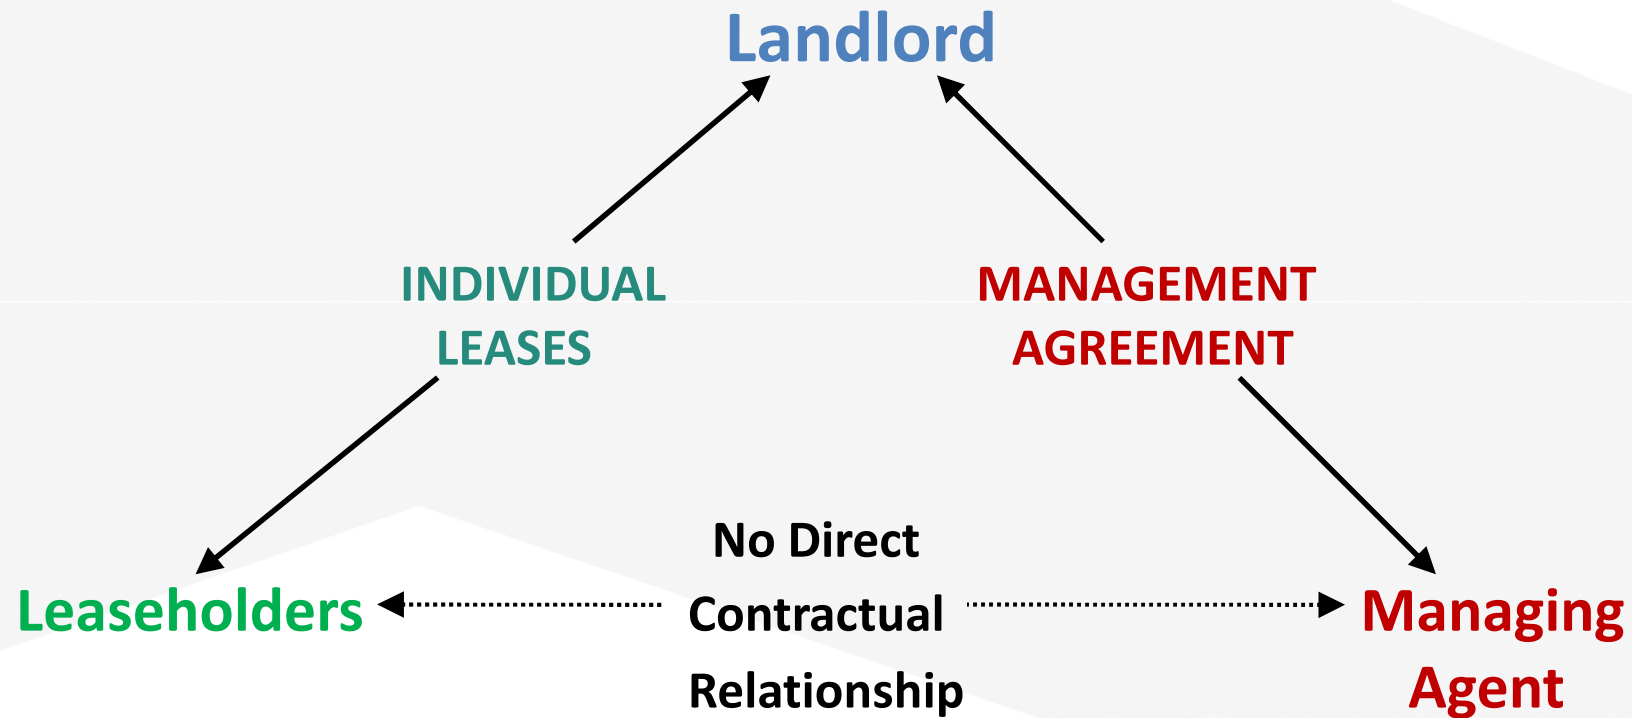 Landlord
INDIVIDUAL
LEASES
MANAGEMENT
AGREEMENT
No Direct
Contractual
Relationship
Leaseholders
Managing
Agent